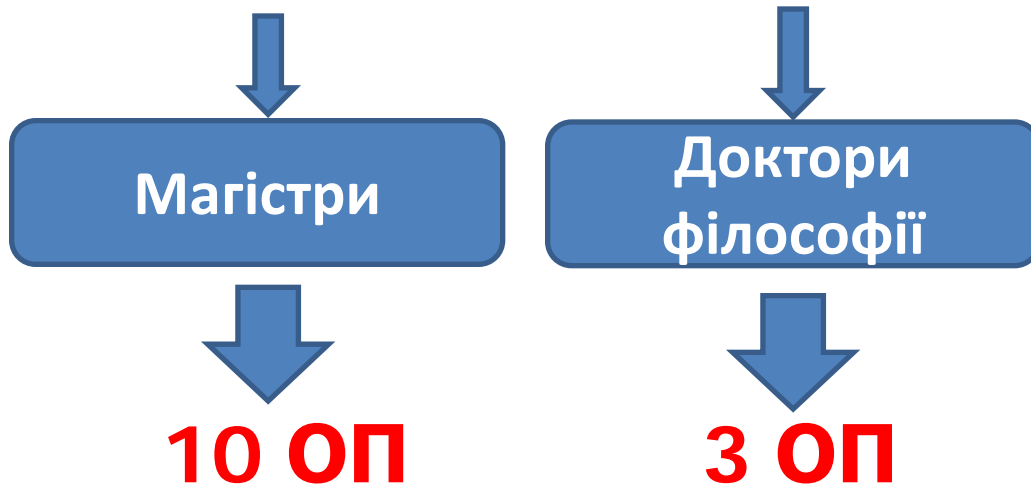 Магістри
Доктори
філософії
10 ОП
3 ОП